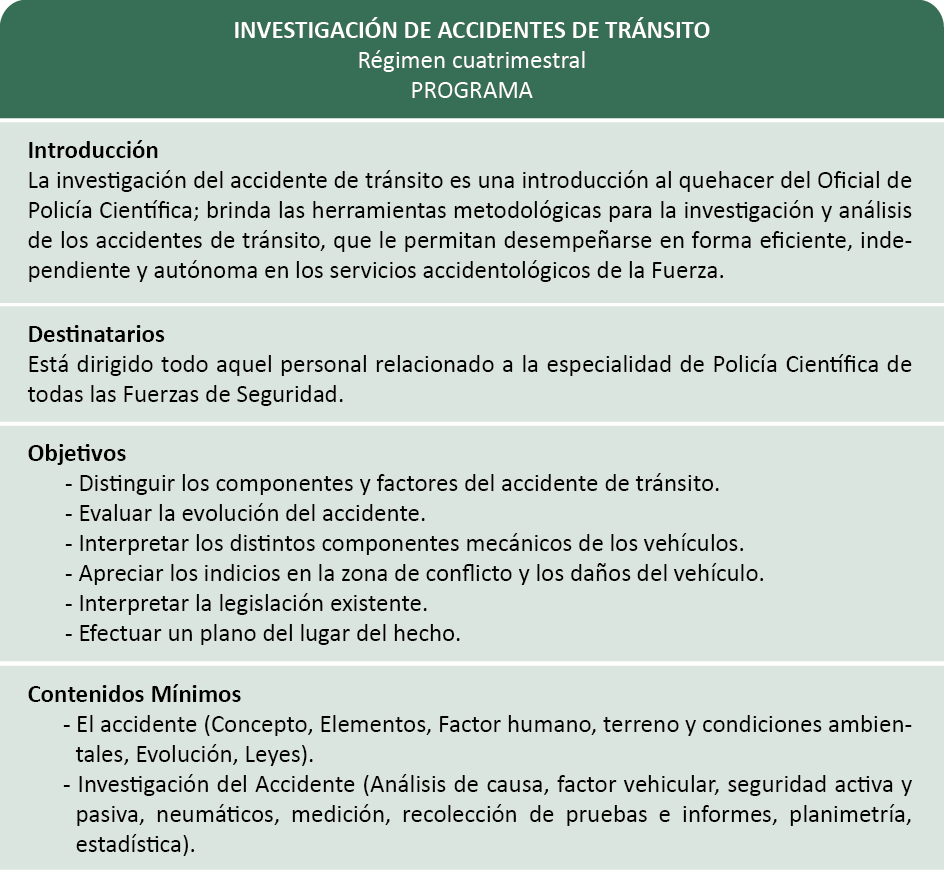 INVESTIGACIÓN DE ACCIDENTES DE TRÁNSITO
Régimen cuatrimestral
PROGRAMA
Introducción
La investigación del accidente de tránsito es una introducción al quehacer del Oficial de
Policía Científica; brinda las herramientas metodológicas para la investigación y análisis
de los accidentes de tránsito, que le permitan desempeñarse en forma eficiente, inde-
pendiente y autónoma en los servicios accidentológicos de la Fuerza.
Destinatarios
Está dirigido todo aquel personal relacionado a la especialidad de Policía Científica de
todas las Fuerzas de Seguridad.
Objetivos
- Distinguir los componentes y factores del accidente de tránsito.
- Evaluar la evolución del accidente.
- Interpretar los distintos componentes mecánicos de los vehículos.
- Apreciar los indicios en la zona de conflicto y los daños del vehículo.
- Interpretar la legislación existente.
- Efectuar un plano del lugar del hecho.
Contenidos Mínimos
- El accidente (Concepto, Elementos, Factor humano, terreno y condiciones ambien-
tales, Evolución, Leyes).
- Investigación del Accidente (Análisis de causa, factor vehicular, seguridad activa y
pasiva, neumáticos, medición, recolección de pruebas e informes, planimetría,
estadística).